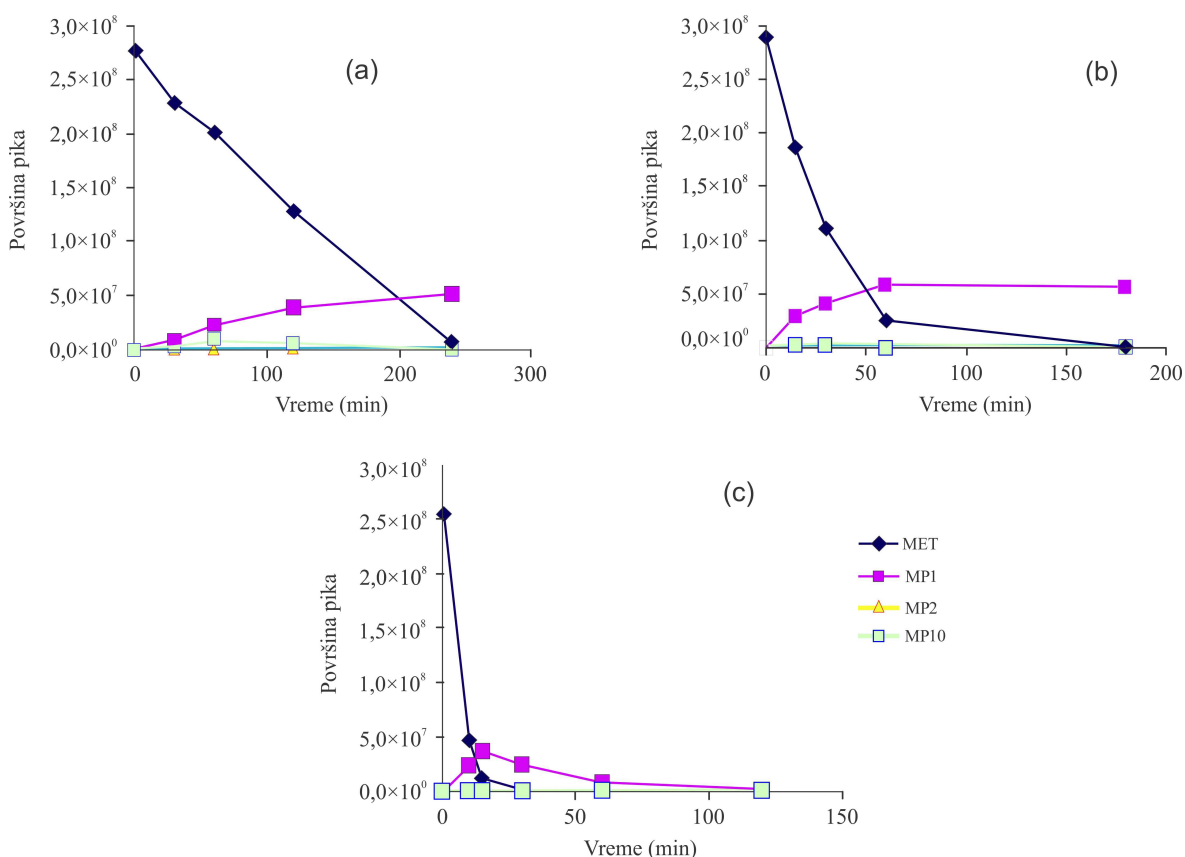 (a)
Površina pika
3,0×10⁸
2,5×10⁸
2,0×10⁸
1,5×10⁸
1,0×10⁸
5,0×10⁷
0,0×10⁰
0 100 200 300
Vreme (min)
(b)
Površina pika
3,0×10⁸
2,5×10⁸
2,0×10⁸
1,5×10⁸
1,0×10⁸
5,0×10⁷
0,0×10⁰
0 50 100 150 200
Vreme (min)
(c)
Površina pika
3,0×10⁸
2,5×10⁸
2,0×10⁸
1,5×10⁸
1,0×10⁸
5,0×10⁷
0,0×10⁰
0 50 100 150
Vreme (min)
MET
MP1
MP2
MP10